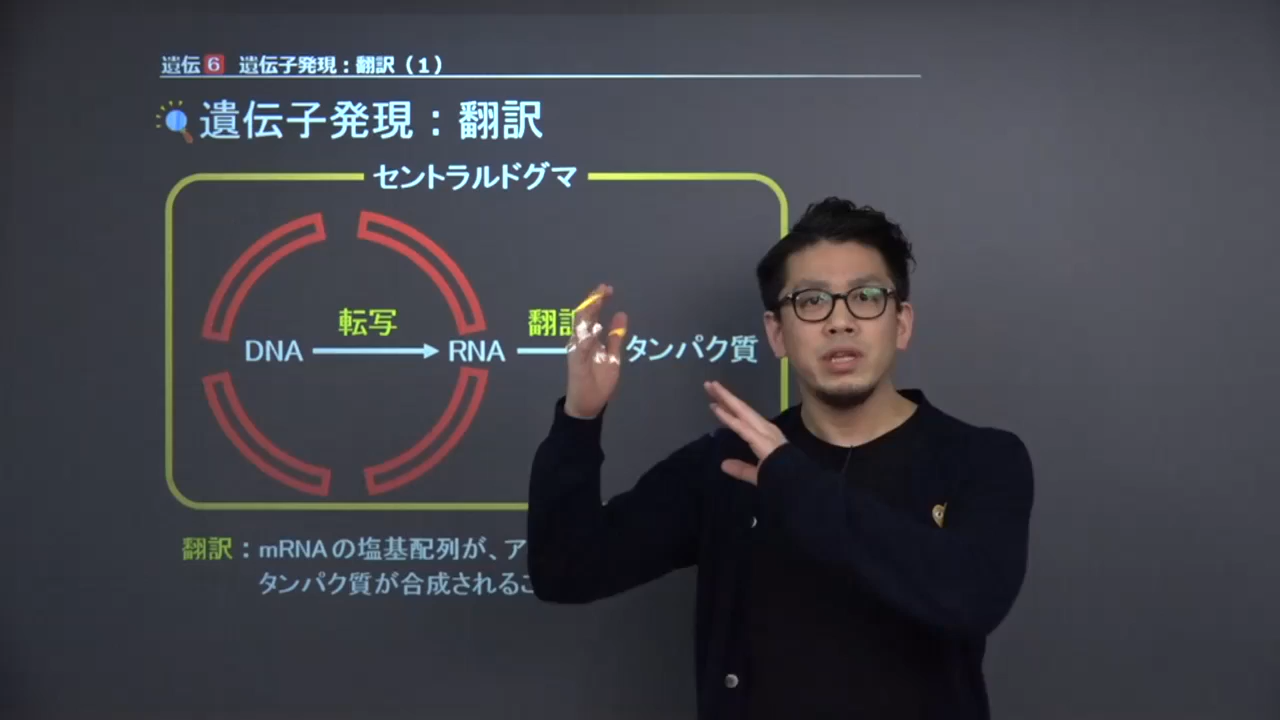 遺伝6 遺伝子発現：翻訳（1）
遺伝子発現：翻訳
セントラルドグマ
転写
翻訳
DNA
RNA
タンパク質
翻訳：mRNAの塩基配列が、ア
タンパク質が合成される